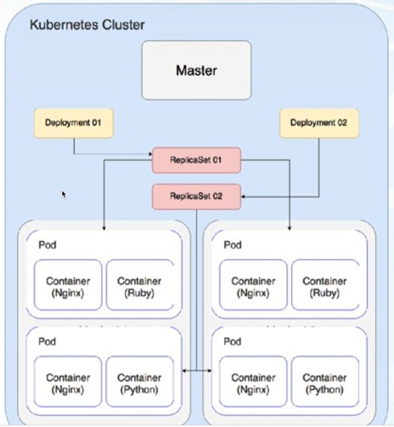 Kubernetes Cluster
Master
Deployment 01
Deployment 02
ReplicaSet 01
ReplicaSet 02
Pod
Container
(Nginx)
Container
(Ruby)
Pod
Container
(Nginx)
Container
(Ruby)
Pod
Container
(Nginx)
Container
(Python)
Pod
Container
(Nginx)
Container
(Python)